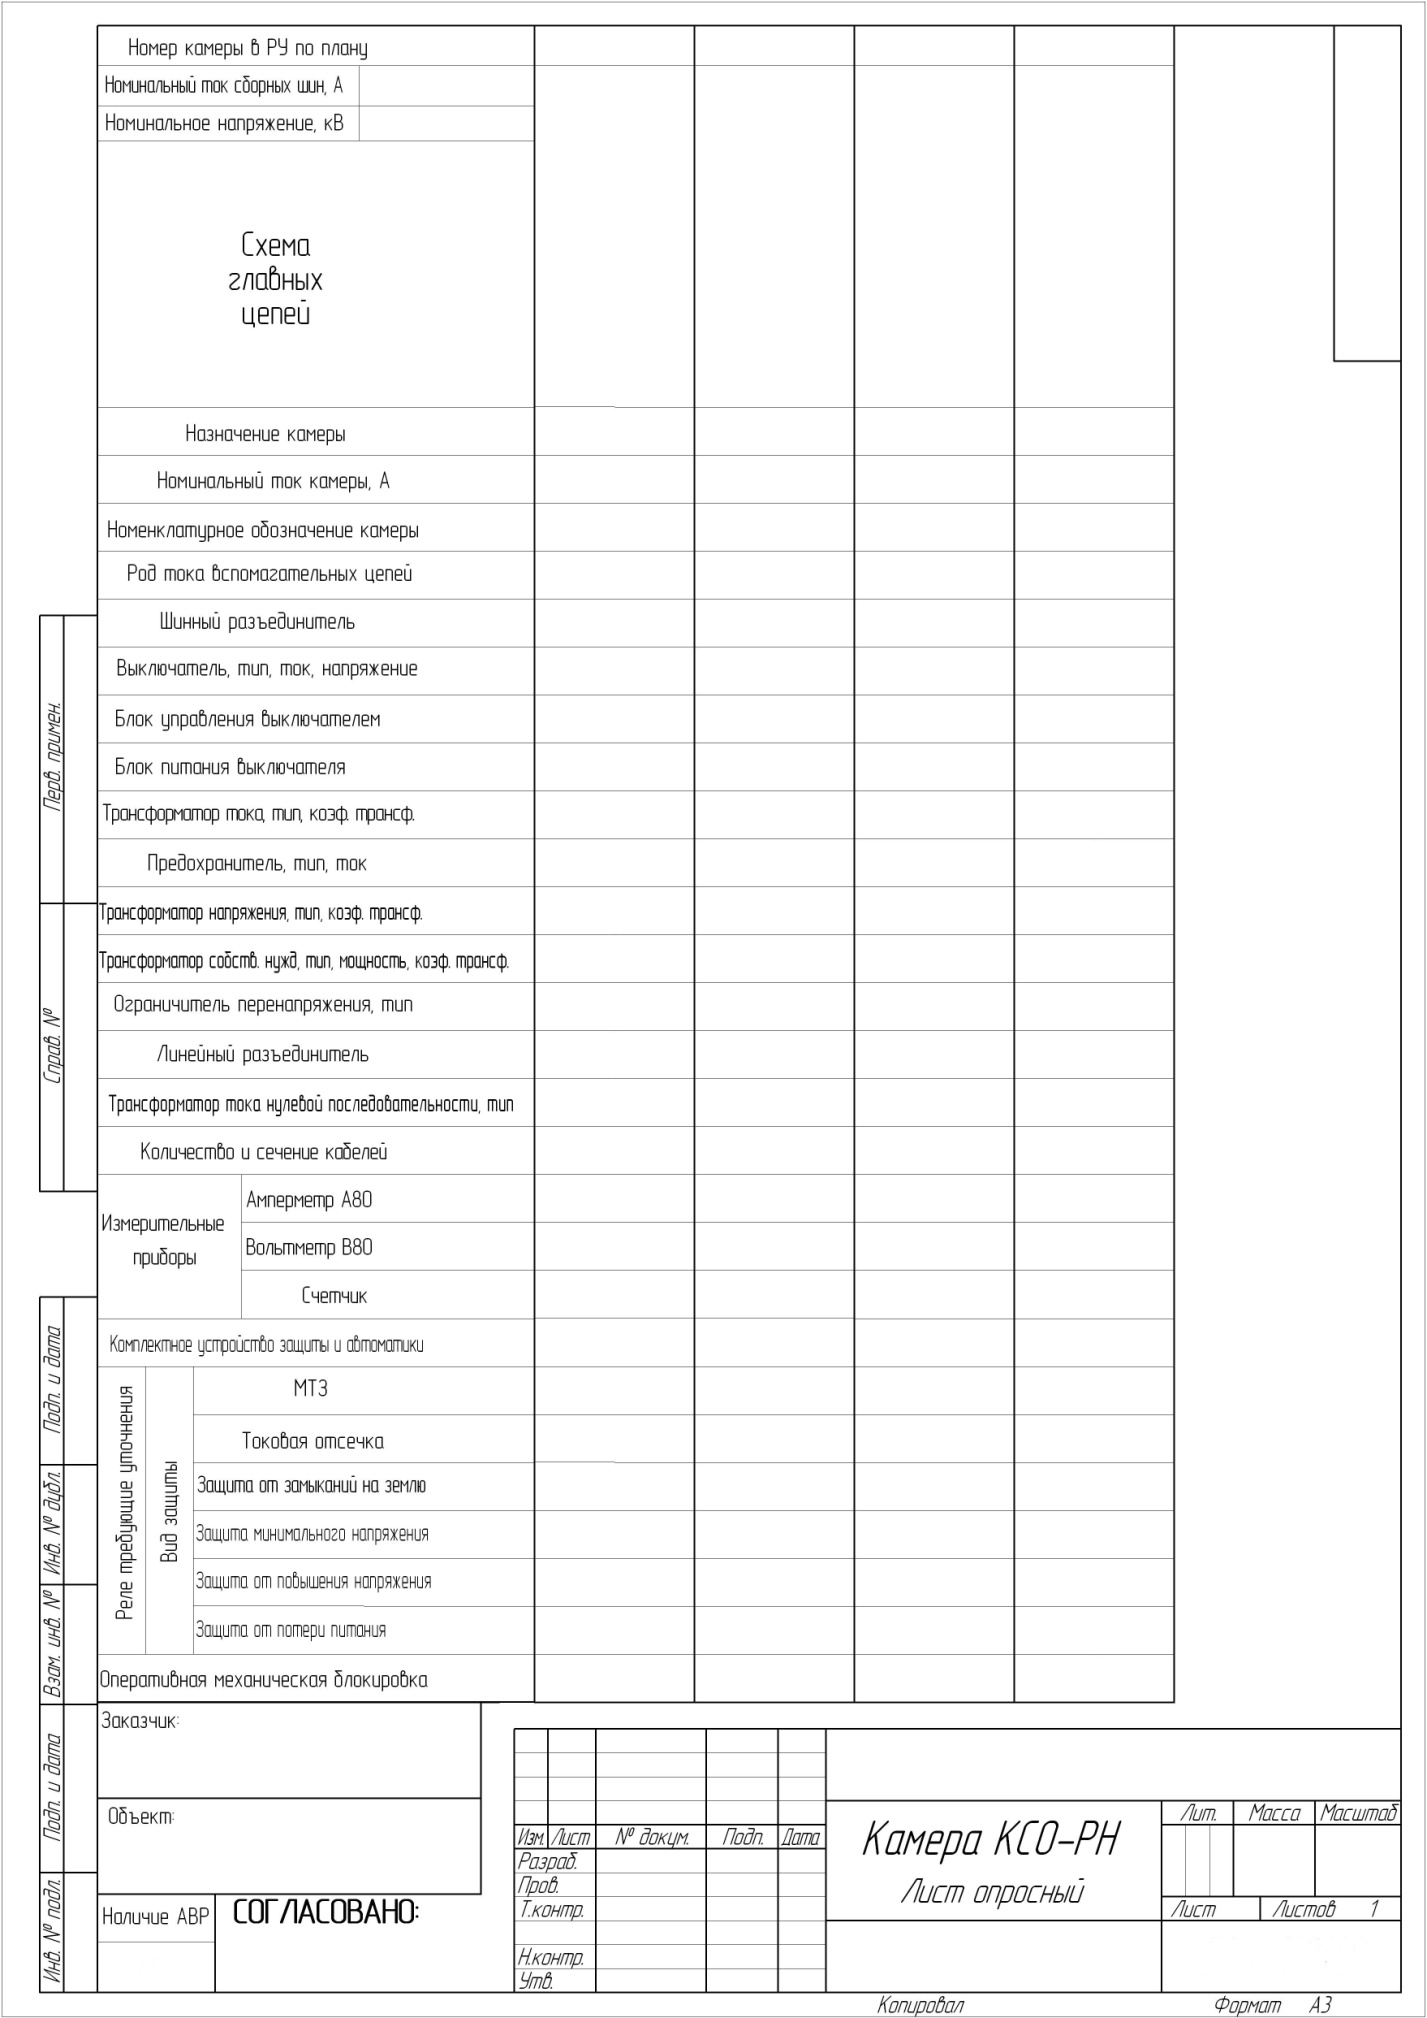 Номер камеры в РУ по плану
Номинальный ток сборных шин, А
Номинальное напряжение, кВ
Схема
главных
цепей
Назначение камеры
Номинальный ток камеры, А
Номенклатурное обозначение камеры
Род тока вспомагательных цепей
Шинный разъединитель
Выключатель, тип, ток, напряжение
Блок управления выключателем
Блок питания выключателя
Трансформатор тока, тип, коэф. трансф.
Предохранитель, тип, ток
Трансформатор напряжения, тип, коэф. трансф.
Трансформатор собств. нужд, тип, мощность, коэф. трансф.
Ограничитель перенапряжения, тип
Линейный разъединитель
Трансформатор тока нулевой последовательности, тип
Количество и сечение кабелей
Измерительные
приборы
Амперметр А80
Вольтметр В80
Счетчик
Комплектное устройство защиты и автоматики
Реле требующие уточнения
Вид защиты
МТЗ
Токовая отсечка
Защита от замыканий на землю
Защита минимального напряжения
Защита от повышения напряжения
Защита от потери питания
Оперативная механическая блокировка
Заказчик:
Объект:
Наличие АВР
СОГЛАСОВАНО:
Перв. примен.
Справ. №
Подп. и дата
Инв. № дубл.
Взам. инв. №
Подп. и дата
Инв. № подл.
Изм. Лист № докум. Подп. Дата
Разраб.
Пров.
Т.контр.
Н.контр.
Утв.
Камера КСО-РН
Лист опросный
Лит. Масса Масштаб
Лист Листов 1
Копировал Формат А3